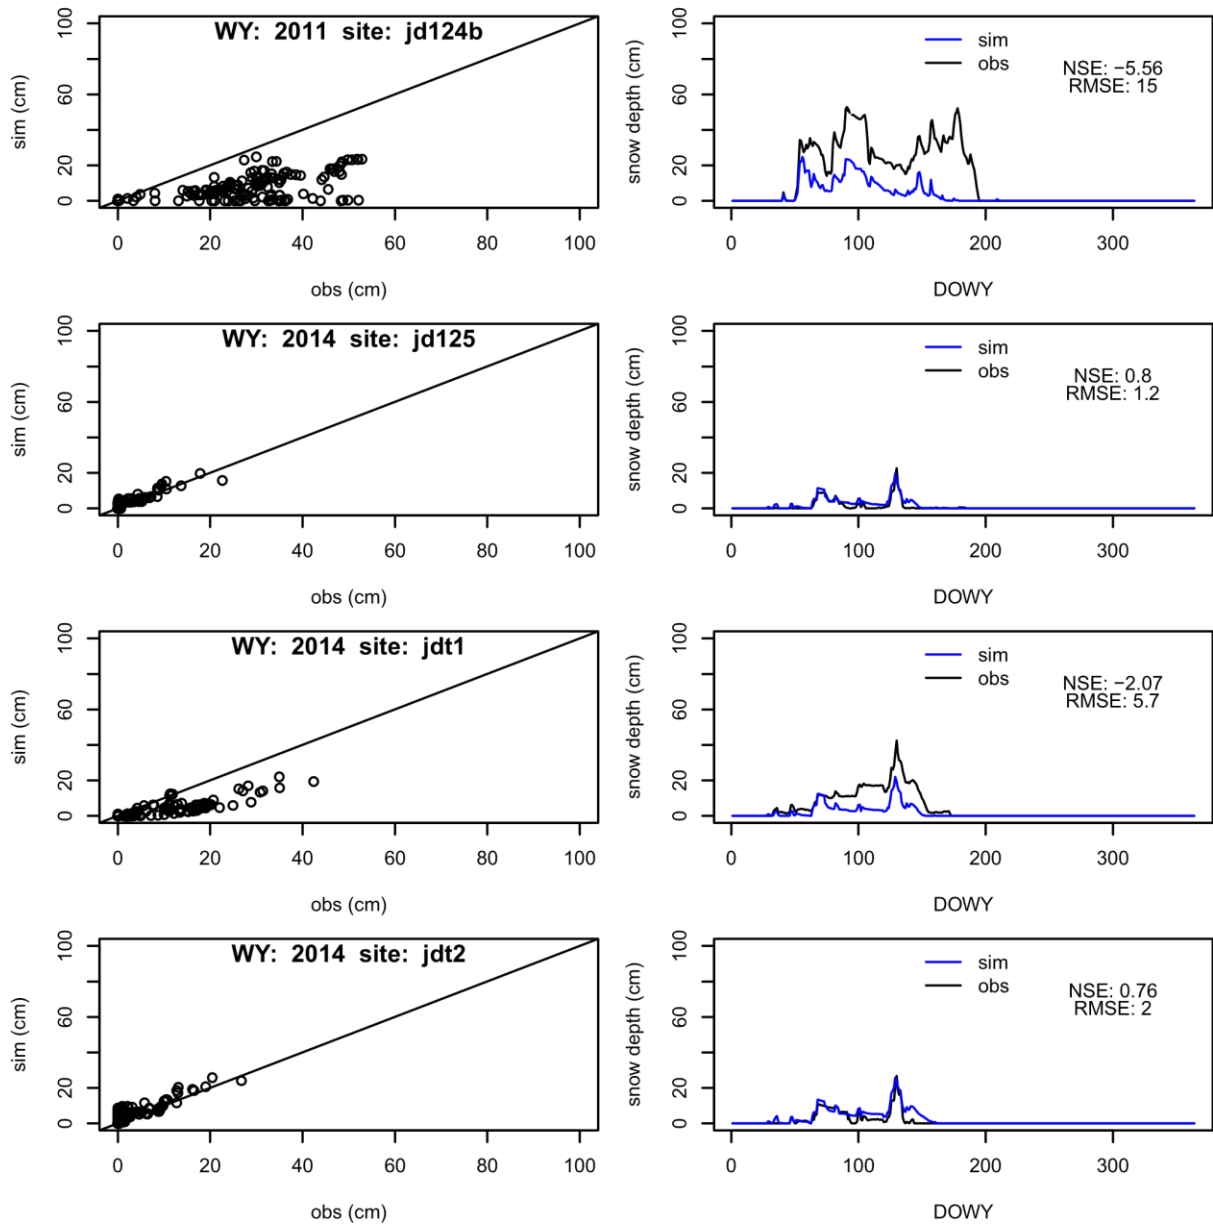 WY: 2011 site: jd124b
sim (cm)
100
60
20
0
0 20 40 60 80 100
obs (cm)
sim
obs
NSE: −5.56
RMSE: 15
snow depth (cm)
100
60
20
0
0 100 200 300
DOWY
WY: 2014 site: jd125
sim (cm)
100
60
20
0
0 20 40 60 80 100
obs (cm)
sim
obs
NSE: 0.8
RMSE: 1.2
snow depth (cm)
100
60
20
0
0 100 200 300
DOWY
WY: 2014 site: jdt1
sim (cm)
100
60
20
0
0 20 40 60 80 100
obs (cm)
sim
obs
NSE: −2.07
RMSE: 5.7
snow depth (cm)
100
60
20
0
0 100 200 300
DOWY
WY: 2014 site: jdt2
sim (cm)
100
60
20
0
0 20 40 60 80 100
obs (cm)
sim
obs
NSE: 0.76
RMSE: 2
snow depth (cm)
100
60
20
0
0 100 200 300
DOWY